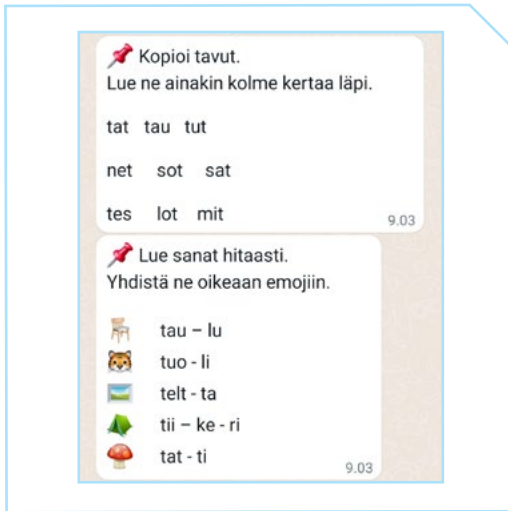 📌 Kopioi tavut.
Lue ne ainakin kolme kertaa läpi.
tat tau tut
net sot sat
tes lot mit
9.03
📌 Lue sanat hitaasti.
Yhdistä ne oikeaan emojiin.
🪑 tau – lu
🐯 tuo - li
🖼️ telt - ta
⛺ tii – ke - ri
🍄 tat - ti
9.03